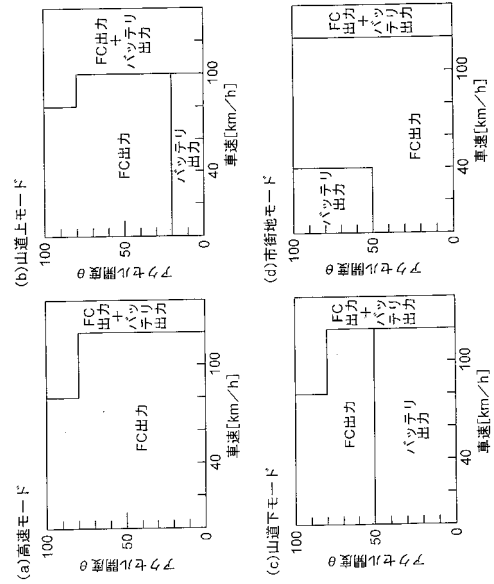 (a)高速モード
アクセル開度θ
100
50
0
FC出力
FC出力
+
バッ
テリ
出力
40
100
車速[km/h]
(b)山道上モード
アクセル開度θ
100
50
0
FC出力
バッテリ
出力
FC出力
+
バッテリ
出力
40
100
車速[km/h]
(c)山道下モード
アクセル開度θ
100
50
0
FC出力
バッテリ
出力
FC
出力
+
バッ
テリ
出力
40
100
車速[km/h]
(d)市街地モード
アクセル開度θ
100
50
0
バッテリ
出力
FC出力
FC
出力
+
バッ
テリ
出力
40
100
車速[km/h]